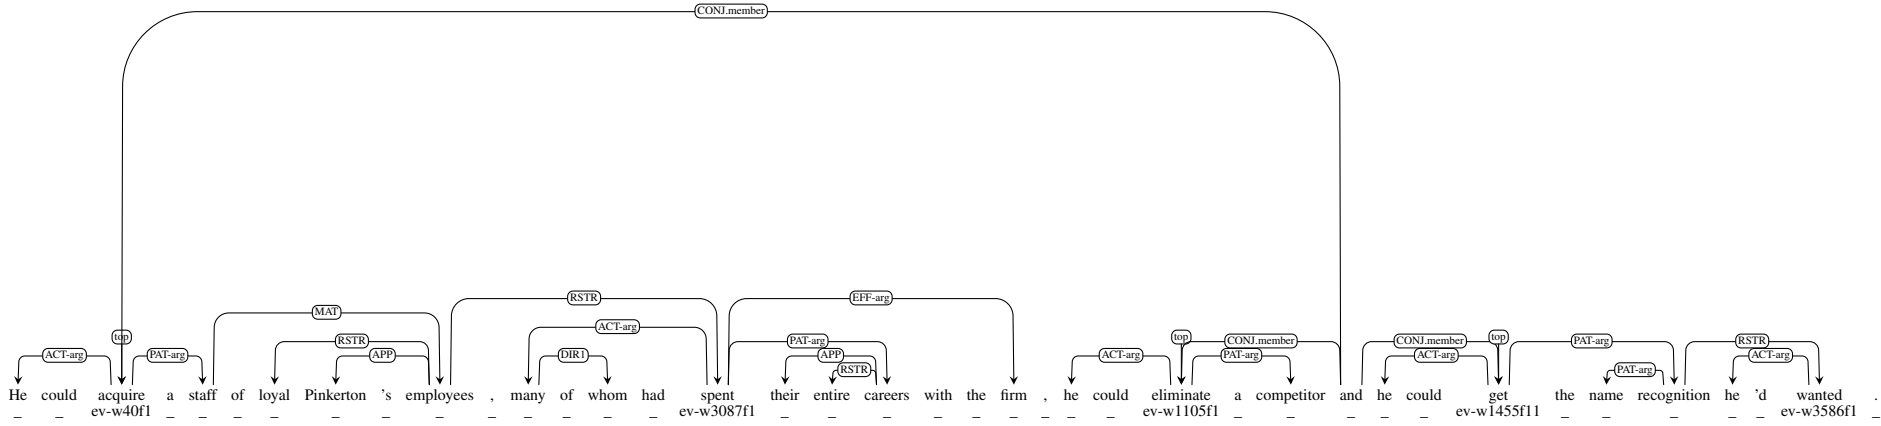 CONJ.member
MAT RSTR EFF-arg
ACT-arg
top RSTR PAT-arg top CONJ.member CONJ.member top PAT-arg RSTR
ACT-arg PAT-arg APP DIR1 APP ACT-arg PAT-arg ACT-arg ACT-arg
RSTR PAT-arg
He could acquire a staff of loyal Pinkerton 's employees , many of whom had spent their entire careers with the firm , he could eliminate a competitor and he could get the name recognition he 'd wanted .
_ _ ev-w40f1 _ _ _ _ _ _ _ _ _ _ _ _ ev-w3087f1 _ _ _ _ _ _ _ _ _ ev-w1105f1 _ _ _ _ _ ev-w1455f11 _ _ _ _ _ ev-w3586f1 _